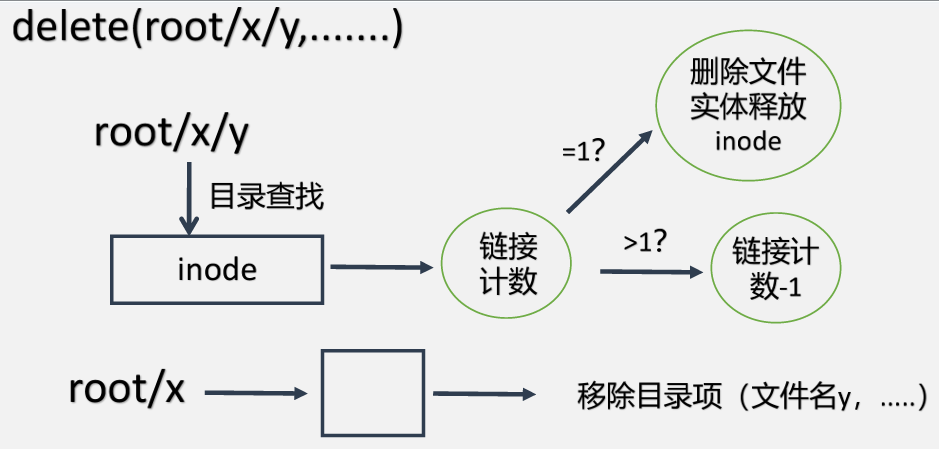 delete(root/x/y,.......)
root/x/y
目录查找
inode
链接
计数
=1?
删除文件
实体释放
inode
>1?
链接计
数-1
root/x
移除目录项（文件名y，.....）